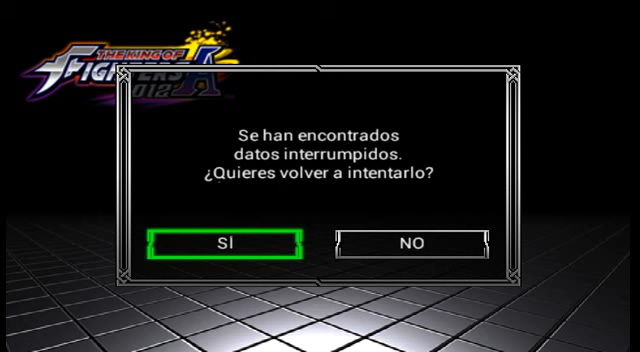 THE KING OF
FIGHTERS A
2012
Se han encontrados
datos interrumpidos.
¿Quieres volver a intentarlo?
SÍ
NO